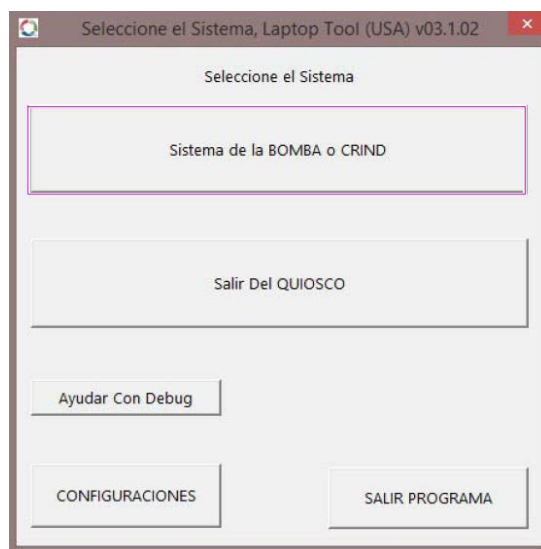 Seleccione el Sistema, Laptop Tool (USA) v03.1.02
Seleccione el Sistema
Sistema de la BOMBA o CRIND
Salir Del QUIOSCO
Ayudar Con Debug
CONFIGURACIONES
SALIR PROGRAMA